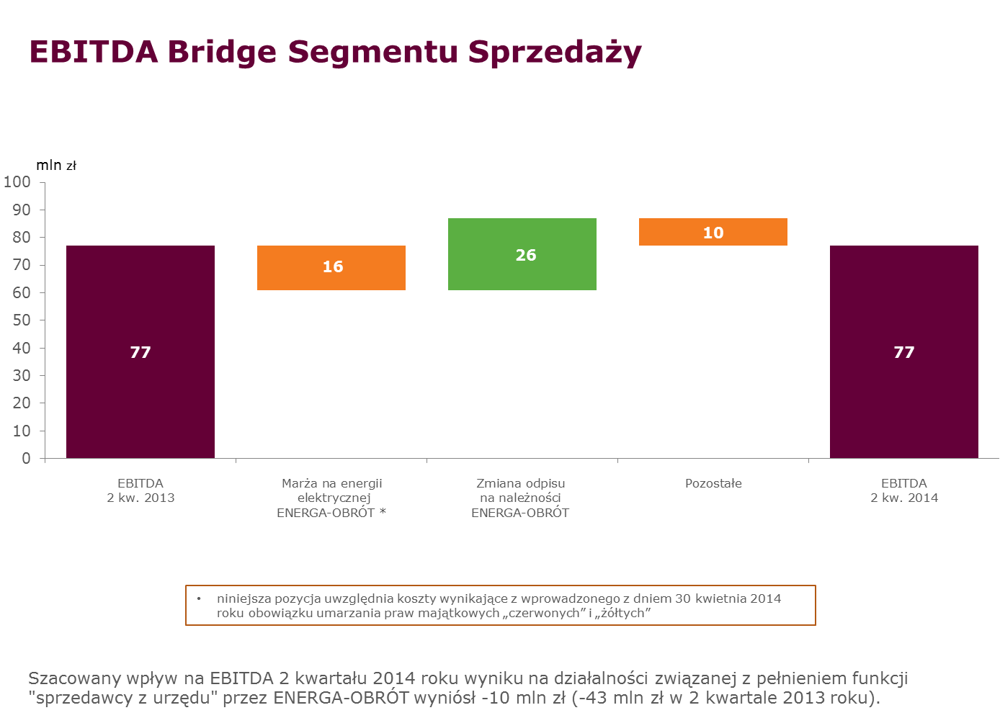 EBITDA Bridge Segmentu Sprzedaży
mln zł
100
90
80
70
60
50
40
30
20
10
0
77
16
26
10
77
EBITDA
2 kw. 2013
Marża na energii
elektrycznej
ENERGA-OBRÓT *
Zmiana odpisu
na należności
ENERGA-OBRÓT
Pozostałe
EBITDA
2 kw. 2014
• niniejsza pozycja uwzględnia koszty wynikające z wprowadzonego z dniem 30 kwietnia 2014
roku obowiązku umarzania praw majątkowych „czerwonych” i „żółtych”
Szacowany wpływ na EBITDA 2 kwartału 2014 roku wyniku na działalności związanej z pełnieniem funkcji
"sprzedawcy z urzędu" przez ENERGA-OBRÓT wyniósł -10 mln zł (-43 mln zł w 2 kwartale 2013 roku).